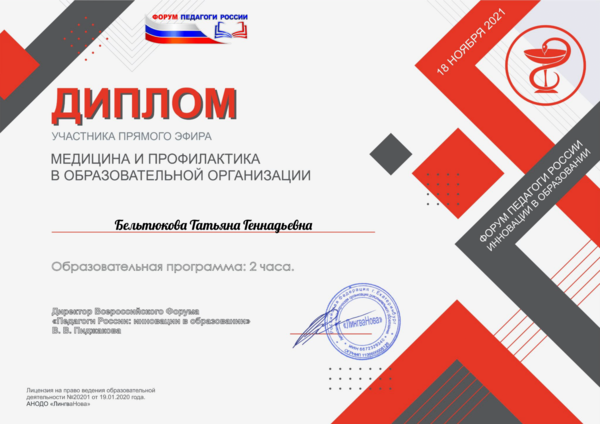 ФОРУМ ПЕДАГОГИ РОССИИ
18 НОЯБРЯ 2021
ДИПЛОМ
УЧАСТНИКА ПРЯМОГО ЭФИРА
МЕДИЦИНА И ПРОФИЛАКТИКА
В ОБРАЗОВАТЕЛЬНОЙ ОРГАНИЗАЦИИ
ФОРУМ ПЕДАГОГИ РОССИИ
ИННОВАЦИИ В ОБРАЗОВАНИИ
Бельтюкова Татьяна Геннадьевна
Образовательная программа: 2 часа.
Директор Всероссийского Форума
«Педагоги России: инновации в образовании»
В. В. Пиджакова
«ЛингваНова»
Лицензия на право ведения образовательной
деятельности №20201 от 19.01.2020 года.
АНОДО «ЛингваНова»